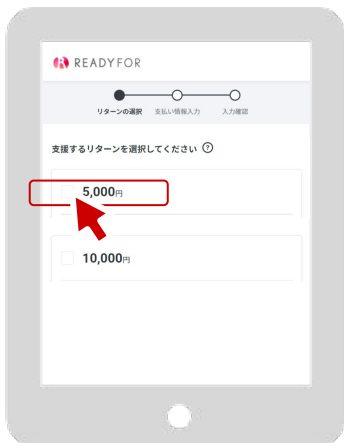 READYFOR
リターンの選択 支払い情報入力 入力確認
支援するリターンを選択してください ?
5,000円
10,000円